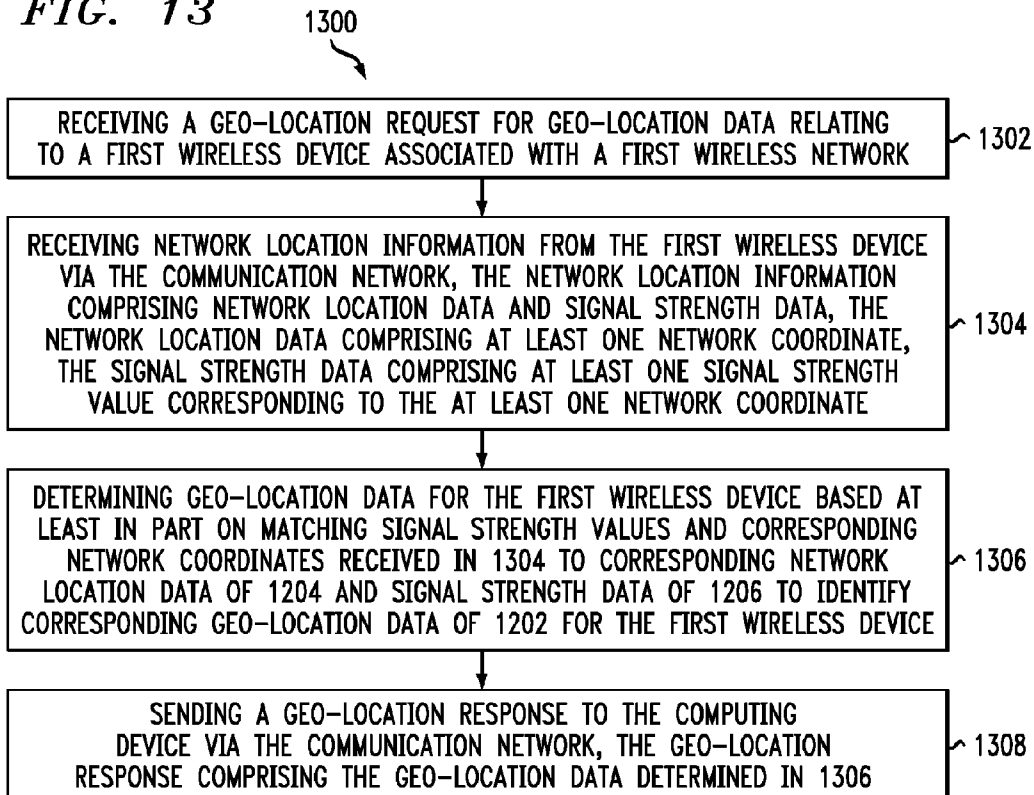 FIG. 13
1300
RECEIVING A GEO-LOCATION REQUEST FOR GEO-LOCATION DATA RELATING
TO A FIRST WIRELESS DEVICE ASSOCIATED WITH A FIRST WIRELESS NETWORK
1302
RECEIVING NETWORK LOCATION INFORMATION FROM THE FIRST WIRELESS DEVICE
VIA THE COMMUNICATION NETWORK, THE NETWORK LOCATION INFORMATION
COMPRISING NETWORK LOCATION DATA AND SIGNAL STRENGTH DATA, THE
NETWORK LOCATION DATA COMPRISING AT LEAST ONE NETWORK COORDINATE,
THE SIGNAL STRENGTH DATA COMPRISING AT LEAST ONE SIGNAL STRENGTH
VALUE CORRESPONDING TO THE AT LEAST ONE NETWORK COORDINATE
1304
DETERMINING GEO-LOCATION DATA FOR THE FIRST WIRELESS DEVICE BASED AT
LEAST IN PART ON MATCHING SIGNAL STRENGTH VALUES AND CORRESPONDING
NETWORK COORDINATES RECEIVED IN 1304 TO CORRESPONDING NETWORK
LOCATION DATA OF 1204 AND SIGNAL STRENGTH DATA OF 1206 TO IDENTIFY
CORRESPONDING GEO-LOCATION DATA OF 1202 FOR THE FIRST WIRELESS DEVICE
1306
SENDING A GEO-LOCATION RESPONSE TO THE COMPUTING
DEVICE VIA THE COMMUNICATION NETWORK, THE GEO-LOCATION
RESPONSE COMPRISING THE GEO-LOCATION DATA DETERMINED IN 1306
1308